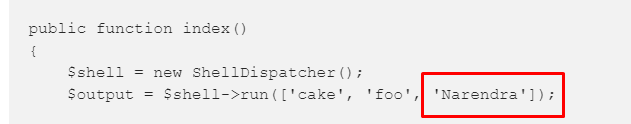 public function index()
{
$shell = new ShellDispatcher();
$output = $shell->run(['cake', 'foo', 'Narendra']);